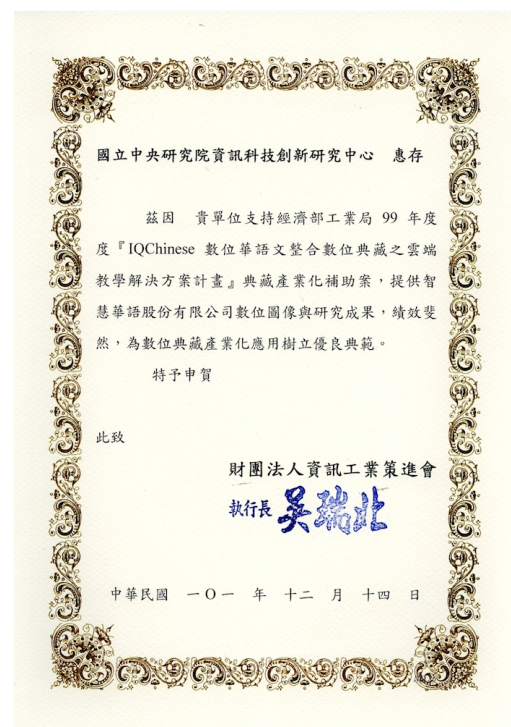 國立中央研究院資訊科技創新研究中心　惠存
茲因　貴單位支持經濟部工業局 99 年度
度『IQChinese 數位華語文整合數位典藏之雲端
教學解決方案計畫』典藏產業化補助案，提供智
慧華語股份有限公司數位圖像與研究成果，績效斐
然，為數位典藏產業化應用樹立優良典範。
特予申賀
此致
財團法人資訊工業策進會
執行長 吳瑞北
中華民國　一〇一　年　十二　月　十四　日